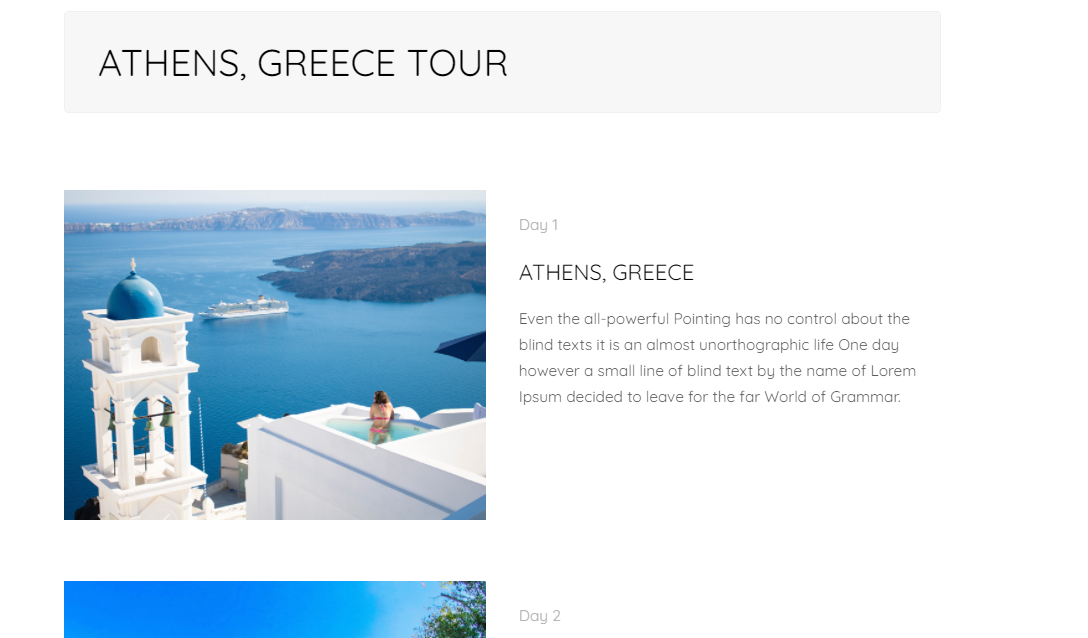 ATHENS, GREECE TOUR
Day 1
ATHENS, GREECE
Even the all-powerful Pointing has no control about the
blind texts it is an almost unorthographic life One day
however a small line of blind text by the name of Lorem
Ipsum decided to leave for the far World of Grammar.
Day 2